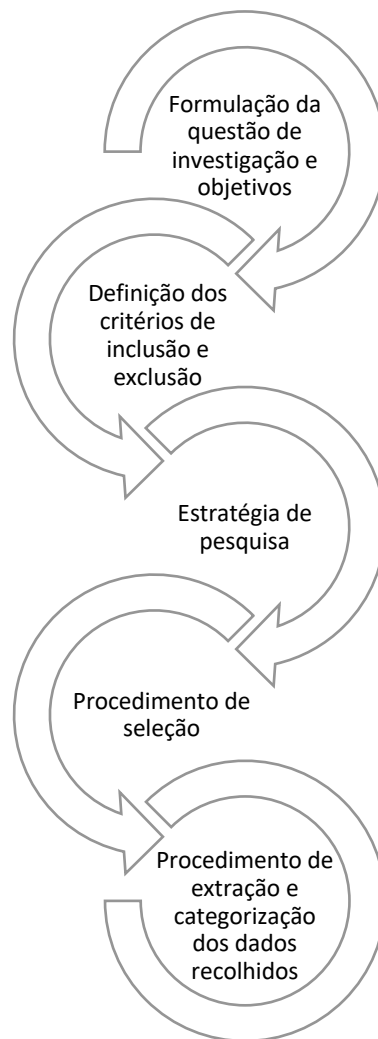 Formulação da
questão de
investigação e
objetivos
Definição dos
critérios de
inclusão e
exclusão
Estratégia de
pesquisa
Procedimento de
seleção
Procedimento de
extração e
categorização
dos dados
recolhidos